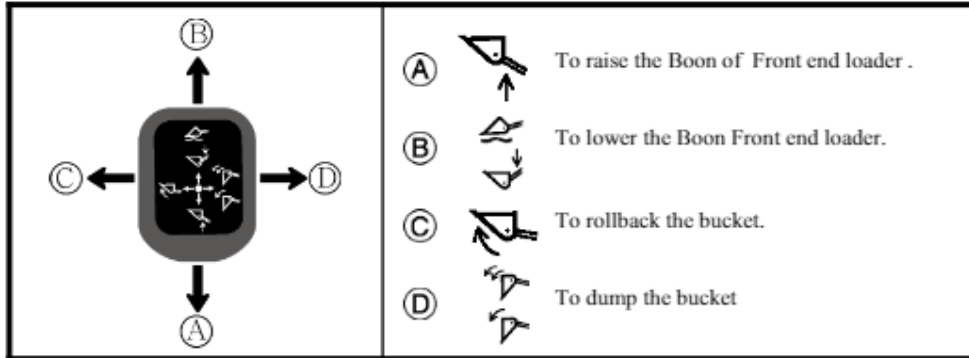 Ⓑ
Ⓒ Ⓓ
Ⓐ
Ⓐ To raise the Boon of Front end loader .
Ⓑ To lower the Boon Front end loader.
Ⓒ To rollback the bucket.
Ⓓ To dump the bucket